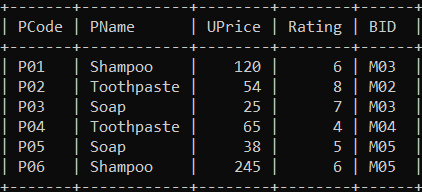 +-------+------------+--------+--------+------+
| PCode | PName      | UPrice | Rating | BID  |
+-------+------------+--------+--------+------+
| P01   | Shampoo    |    120 |      6 | M03  |
| P02   | Toothpaste |     54 |      8 | M02  |
| P03   | Soap       |     25 |      7 | M03  |
| P04   | Toothpaste |     65 |      4 | M04  |
| P05   | Soap       |     38 |      5 | M05  |
| P06   | Shampoo    |    245 |      6 | M05  |
+-------+------------+--------+--------+------+